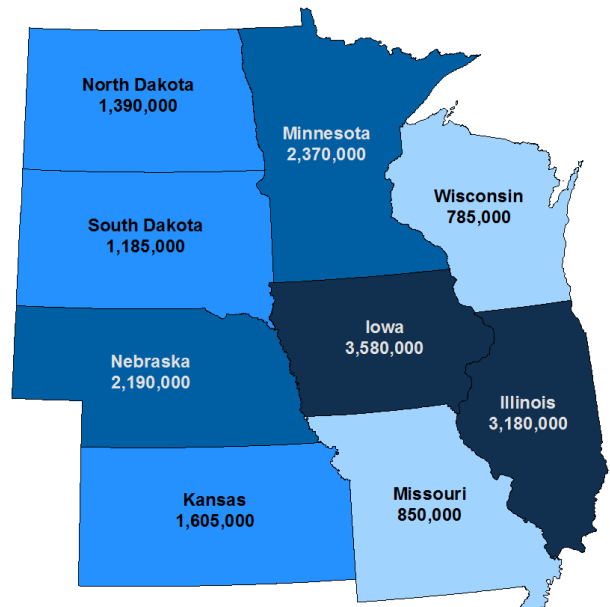 North Dakota
1,390,000
Minnesota
2,370,000
Wisconsin
785,000
South Dakota
1,185,000
Iowa
3,580,000
Nebraska
2,190,000
Illinois
3,180,000
Kansas
1,605,000
Missouri
850,000